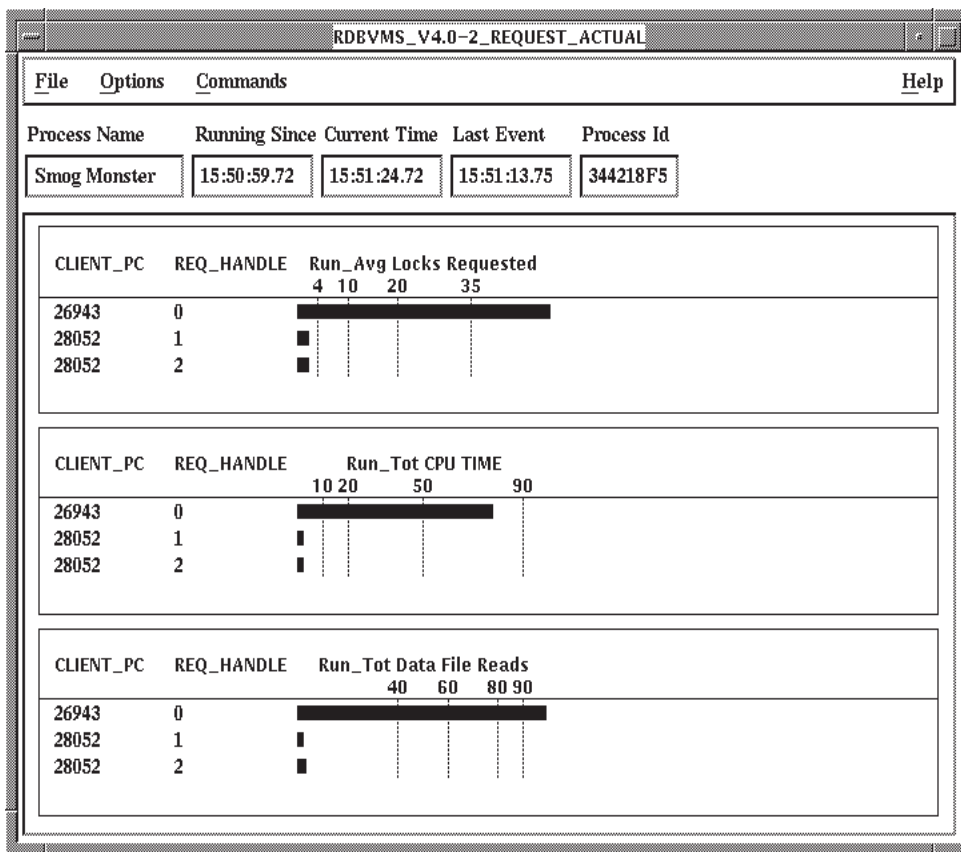 RDBVMS_V4.0-2_REQUEST_ACTUAL
File Options Commands Help
Process Name Running Since Current Time Last Event Process Id
Smog Monster 15:50:59.72 15:51:24.72 15:51:13.75 344218F5
CLIENT_PC REQ_HANDLE Run_Avg Locks Requested
4 10 20 35
26943 0
28052 1
28052 2
CLIENT_PC REQ_HANDLE Run_Tot CPU TIME
10 20 50 90
26943 0
28052 1
28052 2
CLIENT_PC REQ_HANDLE Run_Tot Data File Reads
40 60 80 90
26943 0
28052 1
28052 2